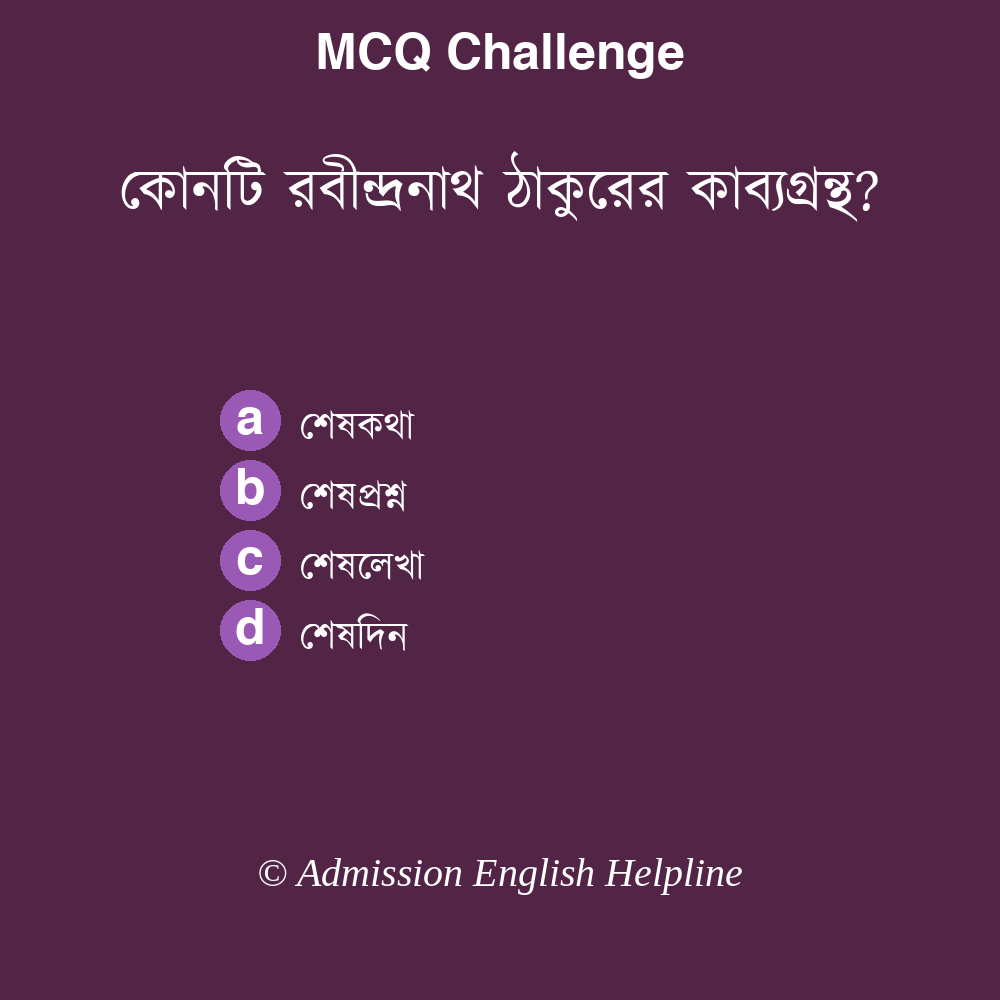 MCQ Challenge
কোনটি রবীন্দ্রনাথ ঠাকুরের কাব্যগ্রন্থ?
a শেষকথা
b শেষপ্রশ্ন
c শেষলেখা
d শেষদিন
© Admission English Helpline